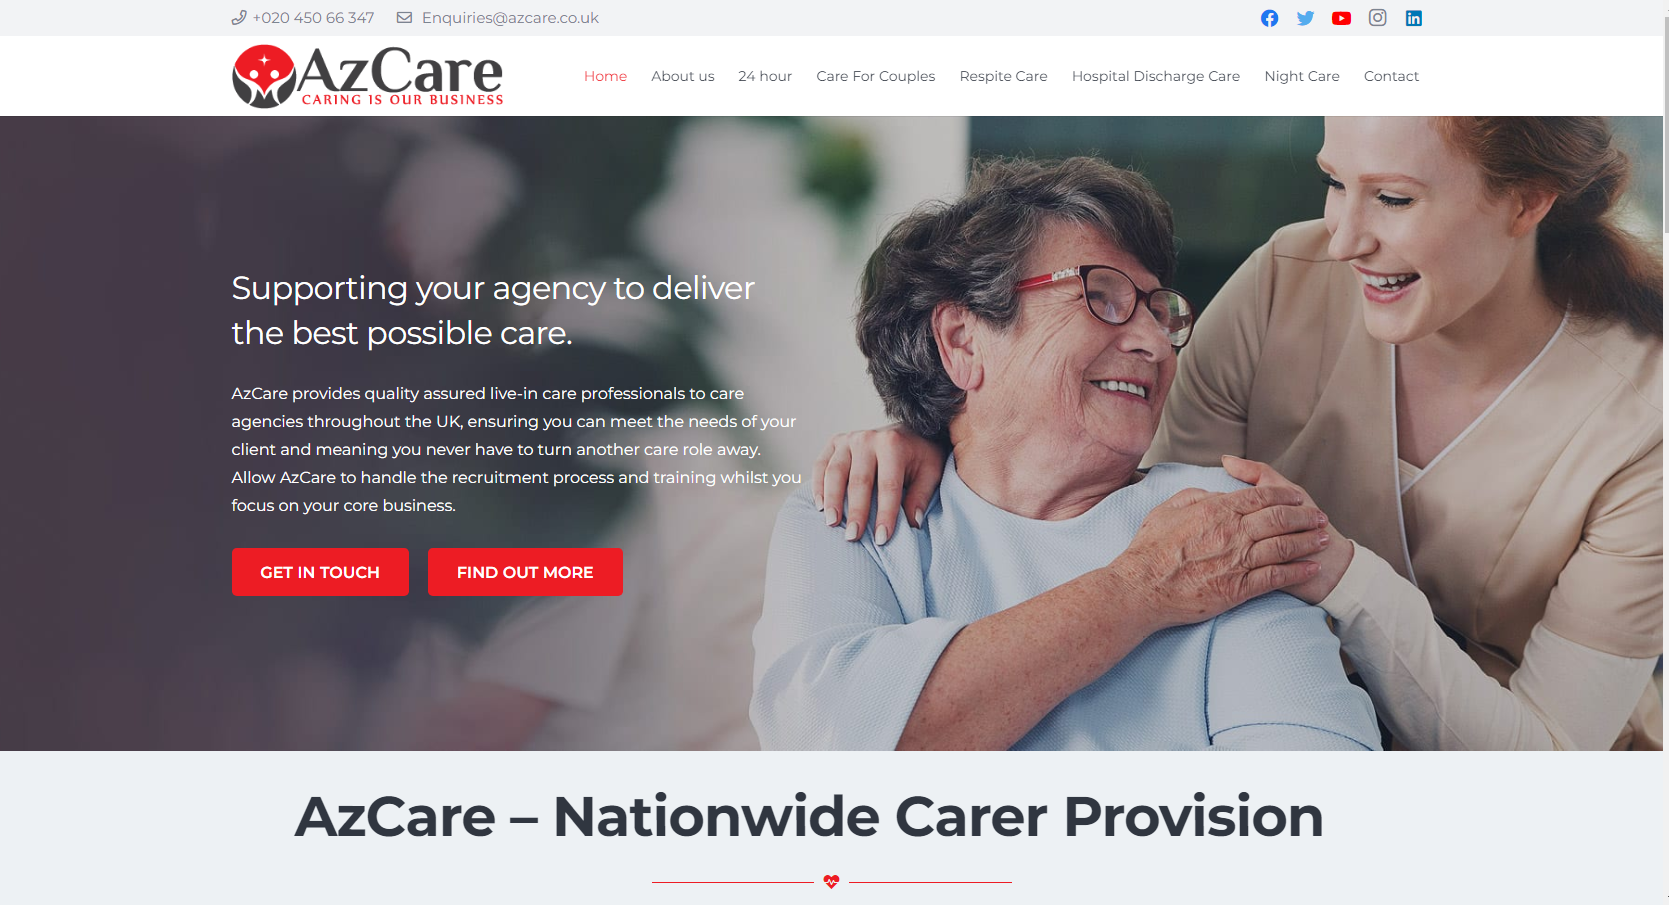 +020 450 66 347 Enquiries@azcare.co.uk
AzCare
CARING IS OUR BUSINESS
Home About us 24 hour Care For Couples Respite Care Hospital Discharge Care Night Care Contact
Supporting your agency to deliver
the best possible care.
AzCare provides quality assured live-in care professionals to care
agencies throughout the UK, ensuring you can meet the needs of your
client and meaning you never have to turn another care role away.
Allow AzCare to handle the recruitment process and training whilst you
focus on your core business.
GET IN TOUCH FIND OUT MORE
AzCare – Nationwide Carer Provision